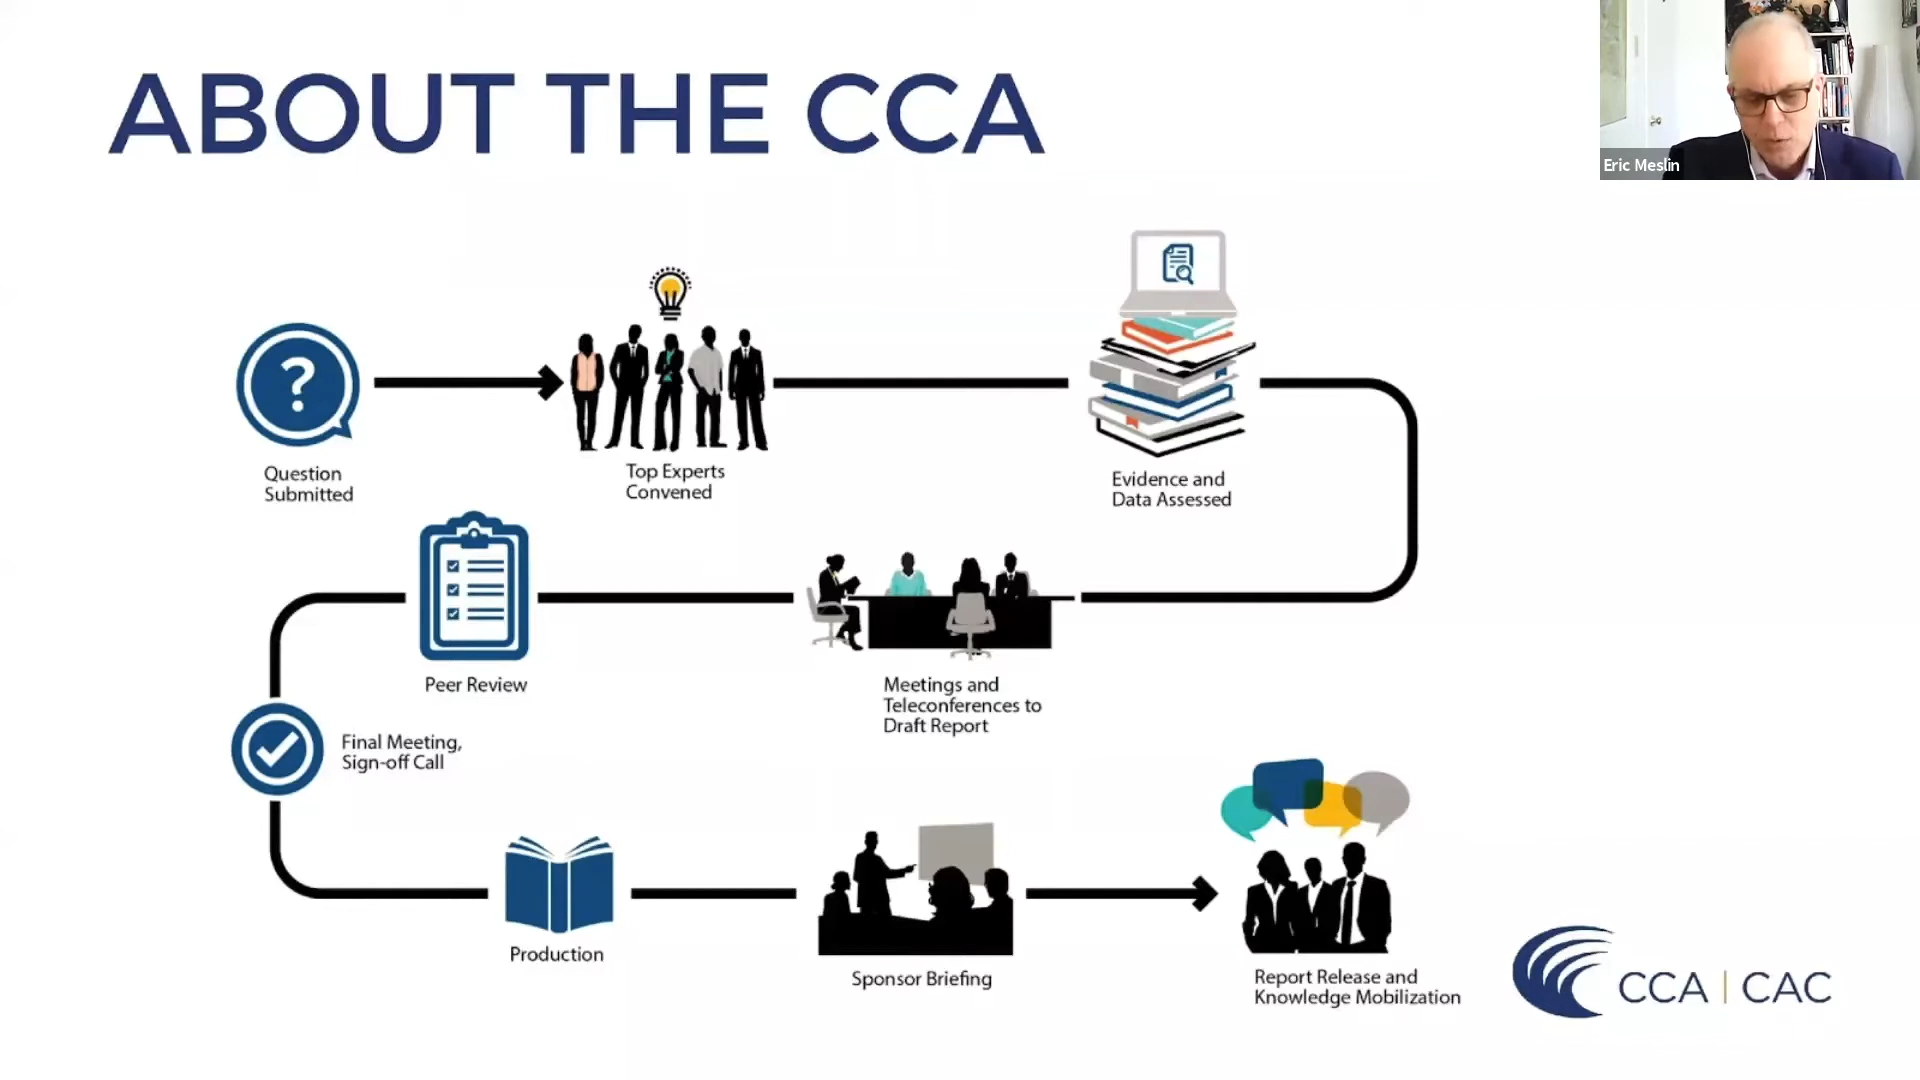 ABOUT THE CCA
Eric Meslin
?
Question
Submitted
Top Experts
Convened
Evidence and
Data Assessed
Peer Review
Meetings and
Teleconferences to
Draft Report
Final Meeting,
Sign-off Call
Production
Sponsor Briefing
Report Release and
Knowledge Mobilization
CCA | CAC